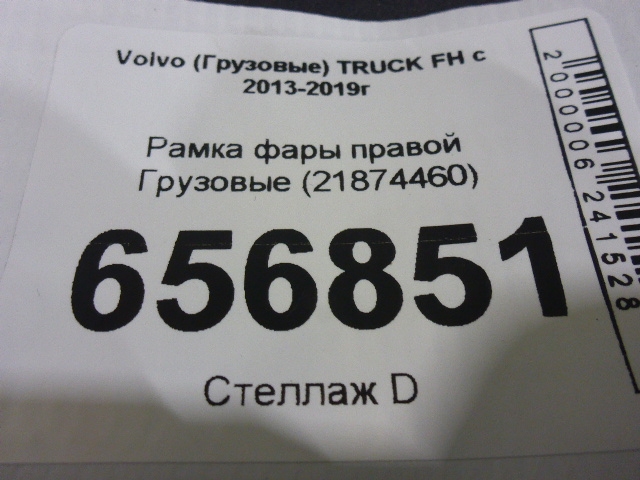 Volvo (Грузовые) TRUCK FH с
2013-2019г
Рамка фары правой
Грузовые (21874460)
656851
Стеллаж D
2000006241528